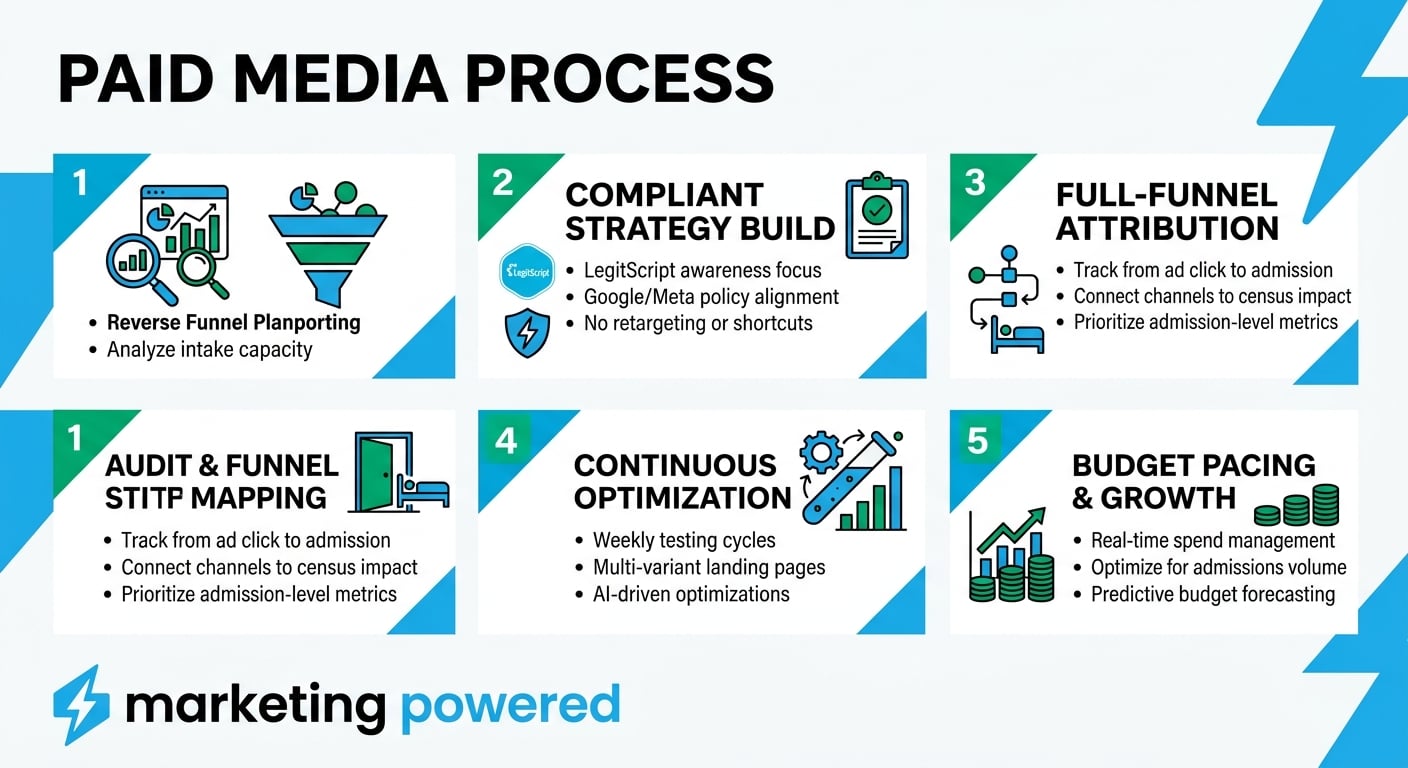 PAID MEDIA PROCESS
1
• Reverse Funnel Planporting
• Analyze intake capacity
2
COMPLIANT
STRATEGY BUILD
LegitScript
• LegitScript awareness focus
• Google/Meta policy alignment
• No retargeting or shortcuts
3
FULL-FUNNEL
ATTRIBUTION
• Track from ad click to admission
• Connect channels to census impact
• Prioritize admission-level metrics
1
AUDIT & FUNNEL
MAPPING
• Track from ad click to admission
• Connect channels to census impact
• Prioritize admission-level metrics
4
CONTINUOUS
OPTIMIZATION
• Weekly testing cycles
• Multi-variant landing pages
• AI-driven optimizations
5
BUDGET PACING
& GROWTH
• Real-time spend management
• Optimize for admissions volume
• Predictive budget forecasting
marketing powered